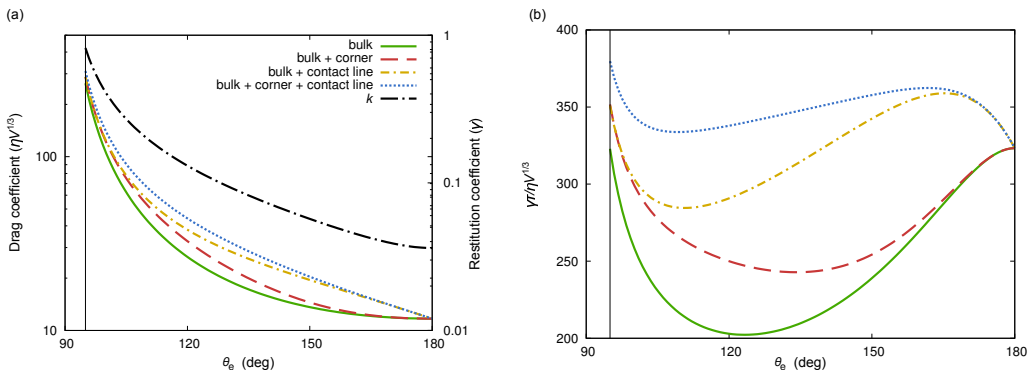 (a)
Drag coefficient (ηV^1/3)
100
10
bulk
bulk + corner
bulk + contact line
bulk + corner + contact line
k
1
0.1
0.01
Restitution coefficient (γ)
90 120 150 180
θe (deg)
(b)
γτ/ηV^1/3
400
350
300
250
200
90 120 150 180
θe (deg)